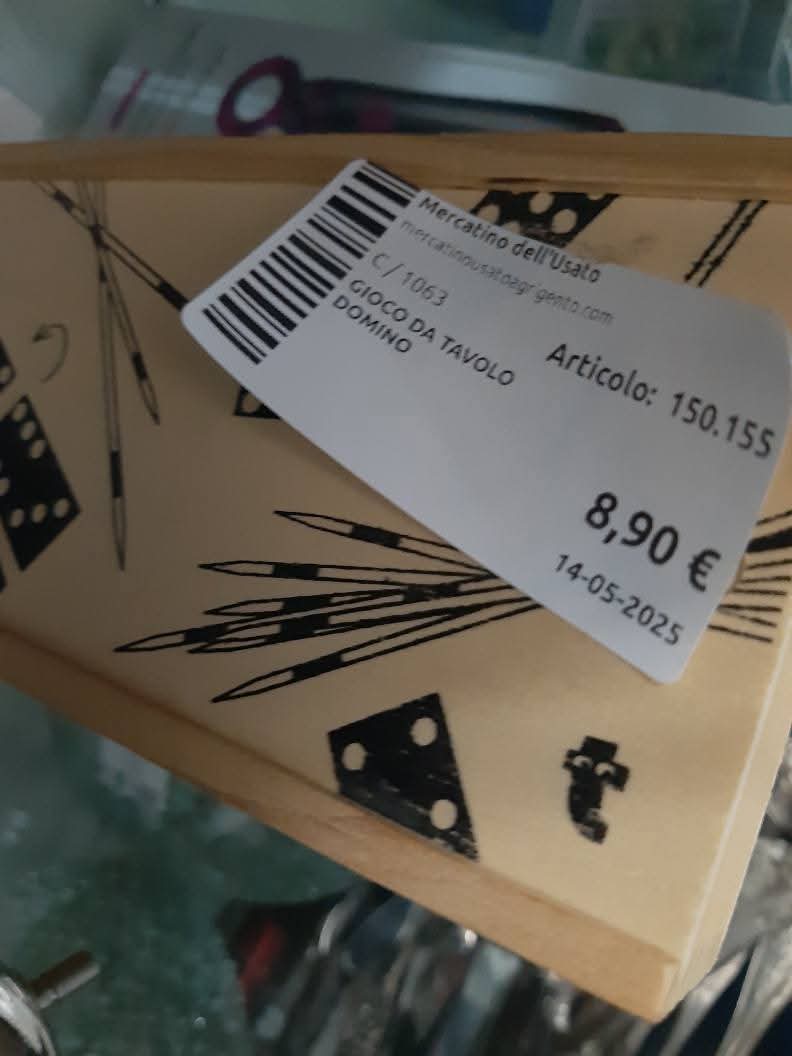 Mercatino dell'Usato
mercatinousatoagrigento.com
C/ 1063
GIOCO DA TAVOLO
DOMINO
Articolo: 150.155
8,90 €
14-05-2025